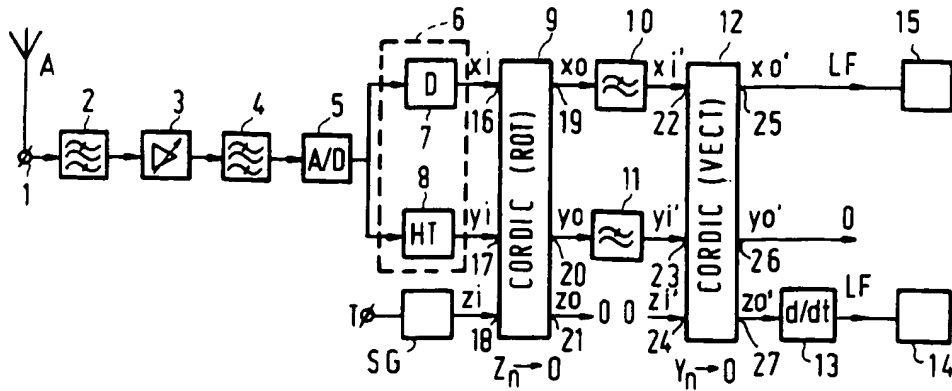 6 9 10 12 15
A 2 3 4 5 D xi xo xi' xo' LF
7 16 19 22 25
1 A/D 8 11
HT yi CORDIC (ROT) yo yi' CORDIC (VECT) yo' 0
17 20 23 26
T zi zo 0 0 zi' zo' d/dt LF
SG 18 21 24 27 13 14
Zn→0 Yn→0